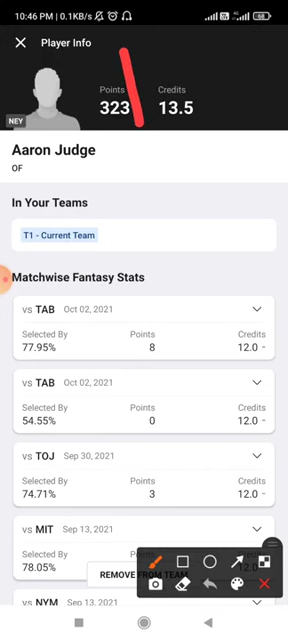 10:46 PM | 0.1KB/s
68
Player Info
Points
Credits
323
13.5
NEY
Aaron Judge
OF
In Your Teams
T1 - Current Team
Matchwise Fantasy Stats
vs TAB Oct 02, 2021
Selected By Points Credits
77.95% 8 12.0 -
vs TAB Oct 02, 2021
Selected By Points Credits
54.55% 0 12.0 -
vs TOJ Sep 30, 2021
Selected By Points Credits
74.71% 3 12.0 -
vs MIT Sep 13, 2021
Selected By
78.05% 12.0
REMOVE FROM TEAM
vs NYM Sep 13, 2021